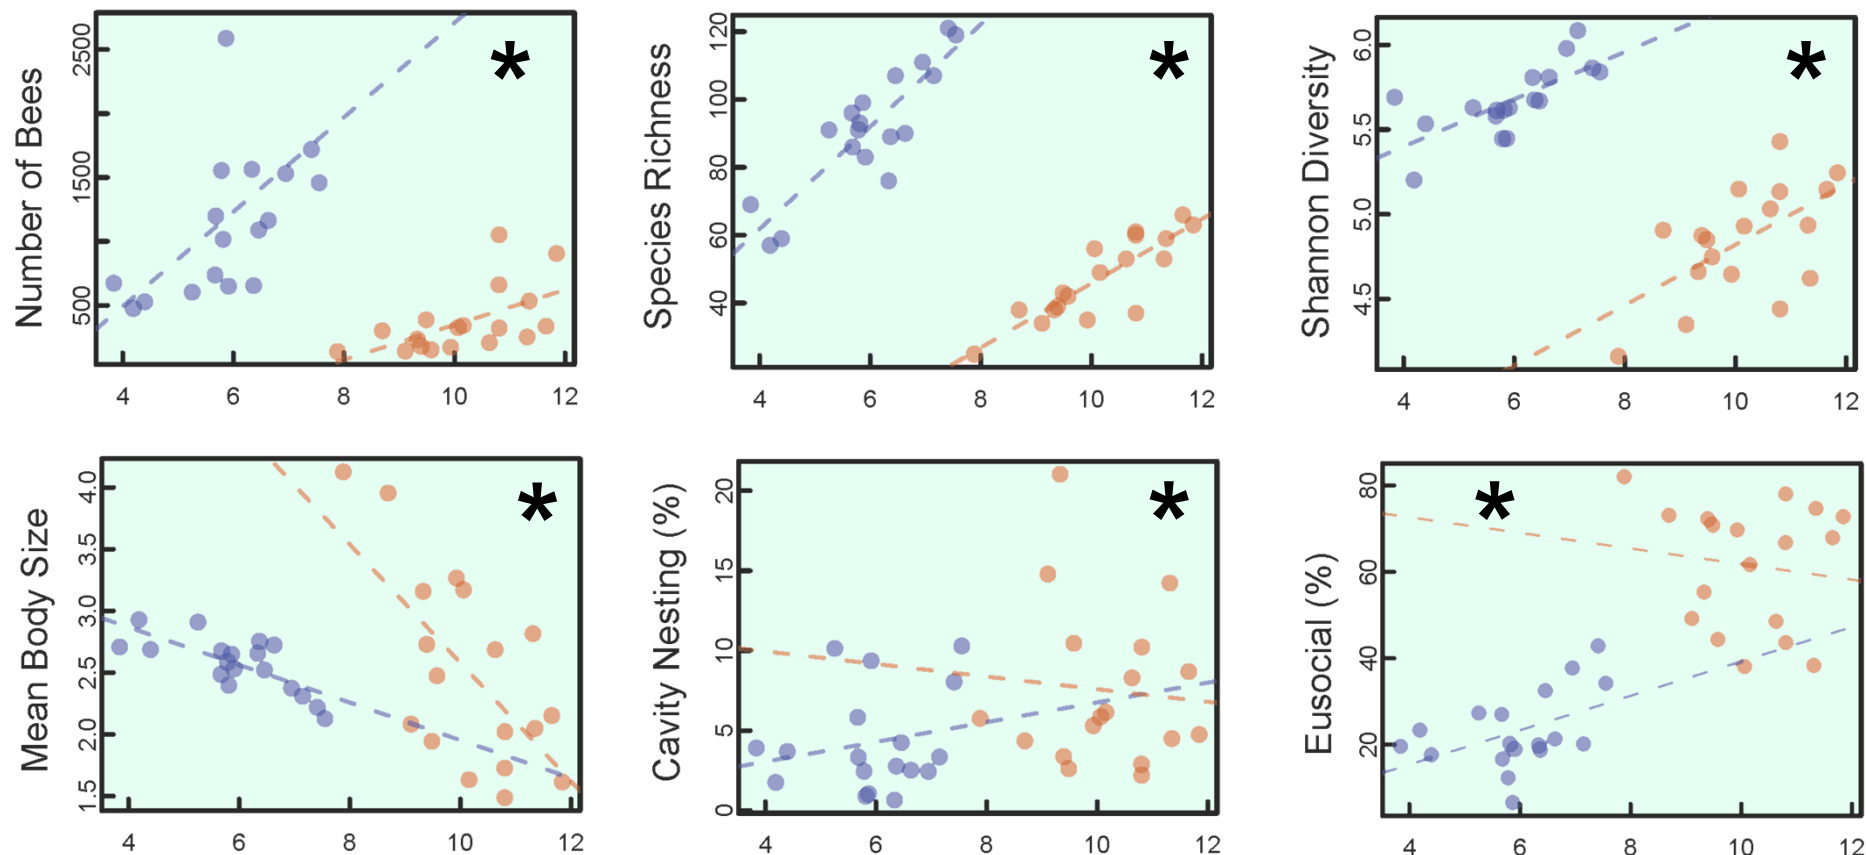 Number of Bees
2500
1500
500
4 6 8 10 12
*
Species Richness
120
100
80
60
40
4 6 8 10 12
*
Shannon Diversity
6.0
5.5
5.0
4.5
4 6 8 10 12
*
Mean Body Size
4.0
3.5
3.0
2.5
2.0
1.5
4 6 8 10 12
*
Cavity Nesting (%)
20
15
10
5
0
4 6 8 10 12
*
Eusocial (%)
80
60
40
20
4 6 8 10 12
*